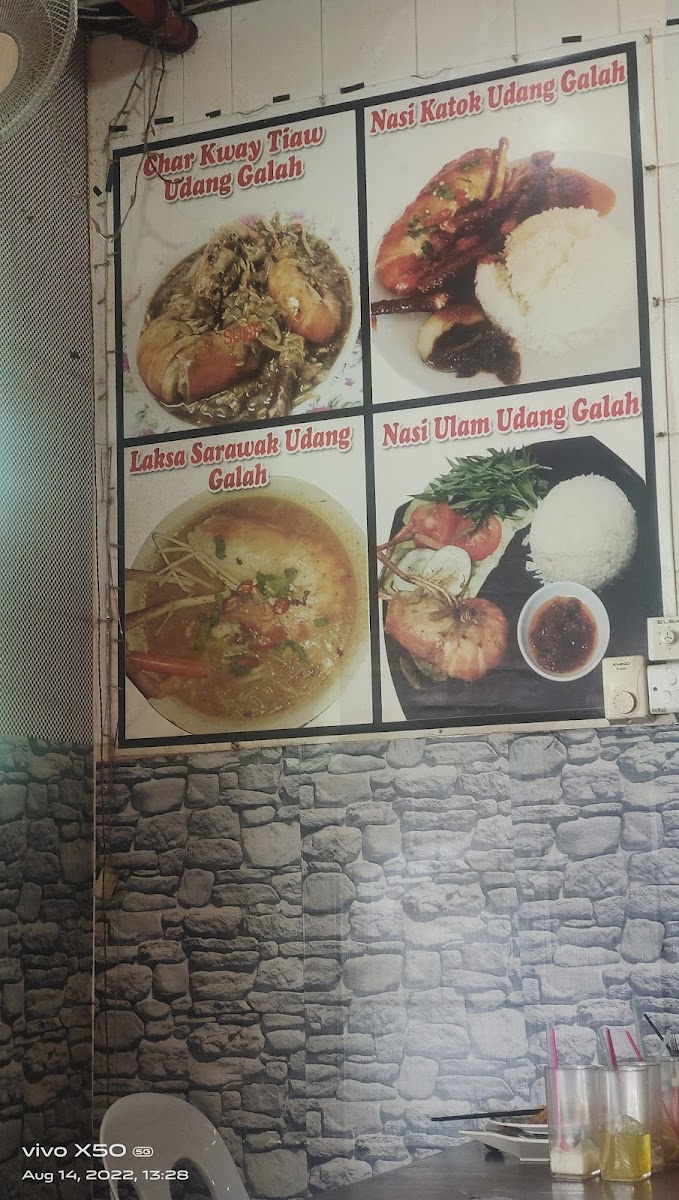 Char Kway Tiaw
Udang Galah
Nasi Katok Udang Galah
Laksa Sarawak Udang
Galah
Nasi Ulam Udang Galah
vivo X50 5G
Aug 14, 2022, 13:28